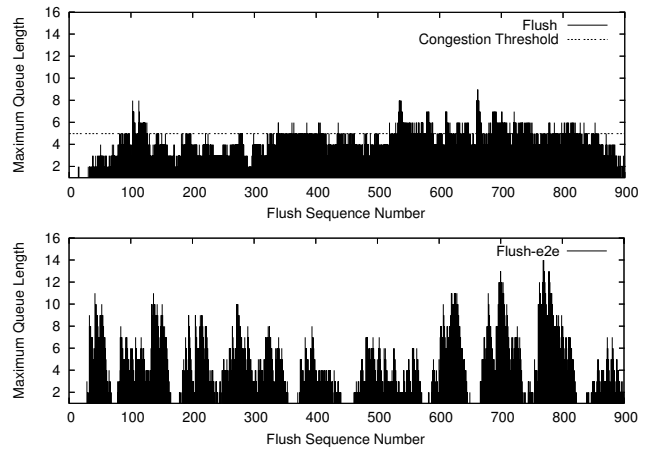 16
14
12
10
8
6
4
2
Maximum Queue Length
Flush
Congestion Threshold
0 100 200 300 400 500 600 700 800 900
Flush Sequence Number
16
14
12
10
8
6
4
2
Maximum Queue Length
Flush-e2e
0 100 200 300 400 500 600 700 800 900
Flush Sequence Number